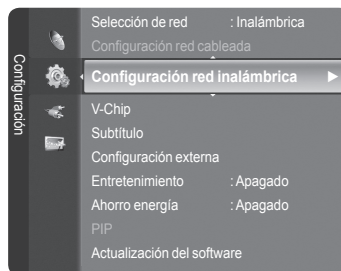 Configuración
Selección de red : Inalámbrica
Configuración red cableada
Configuración red inalámbrica
V-Chip
Subtítulo
Configuración externa
Entretenimiento : Apagado
Ahorro energía : Apagado
PIP
Actualización del software